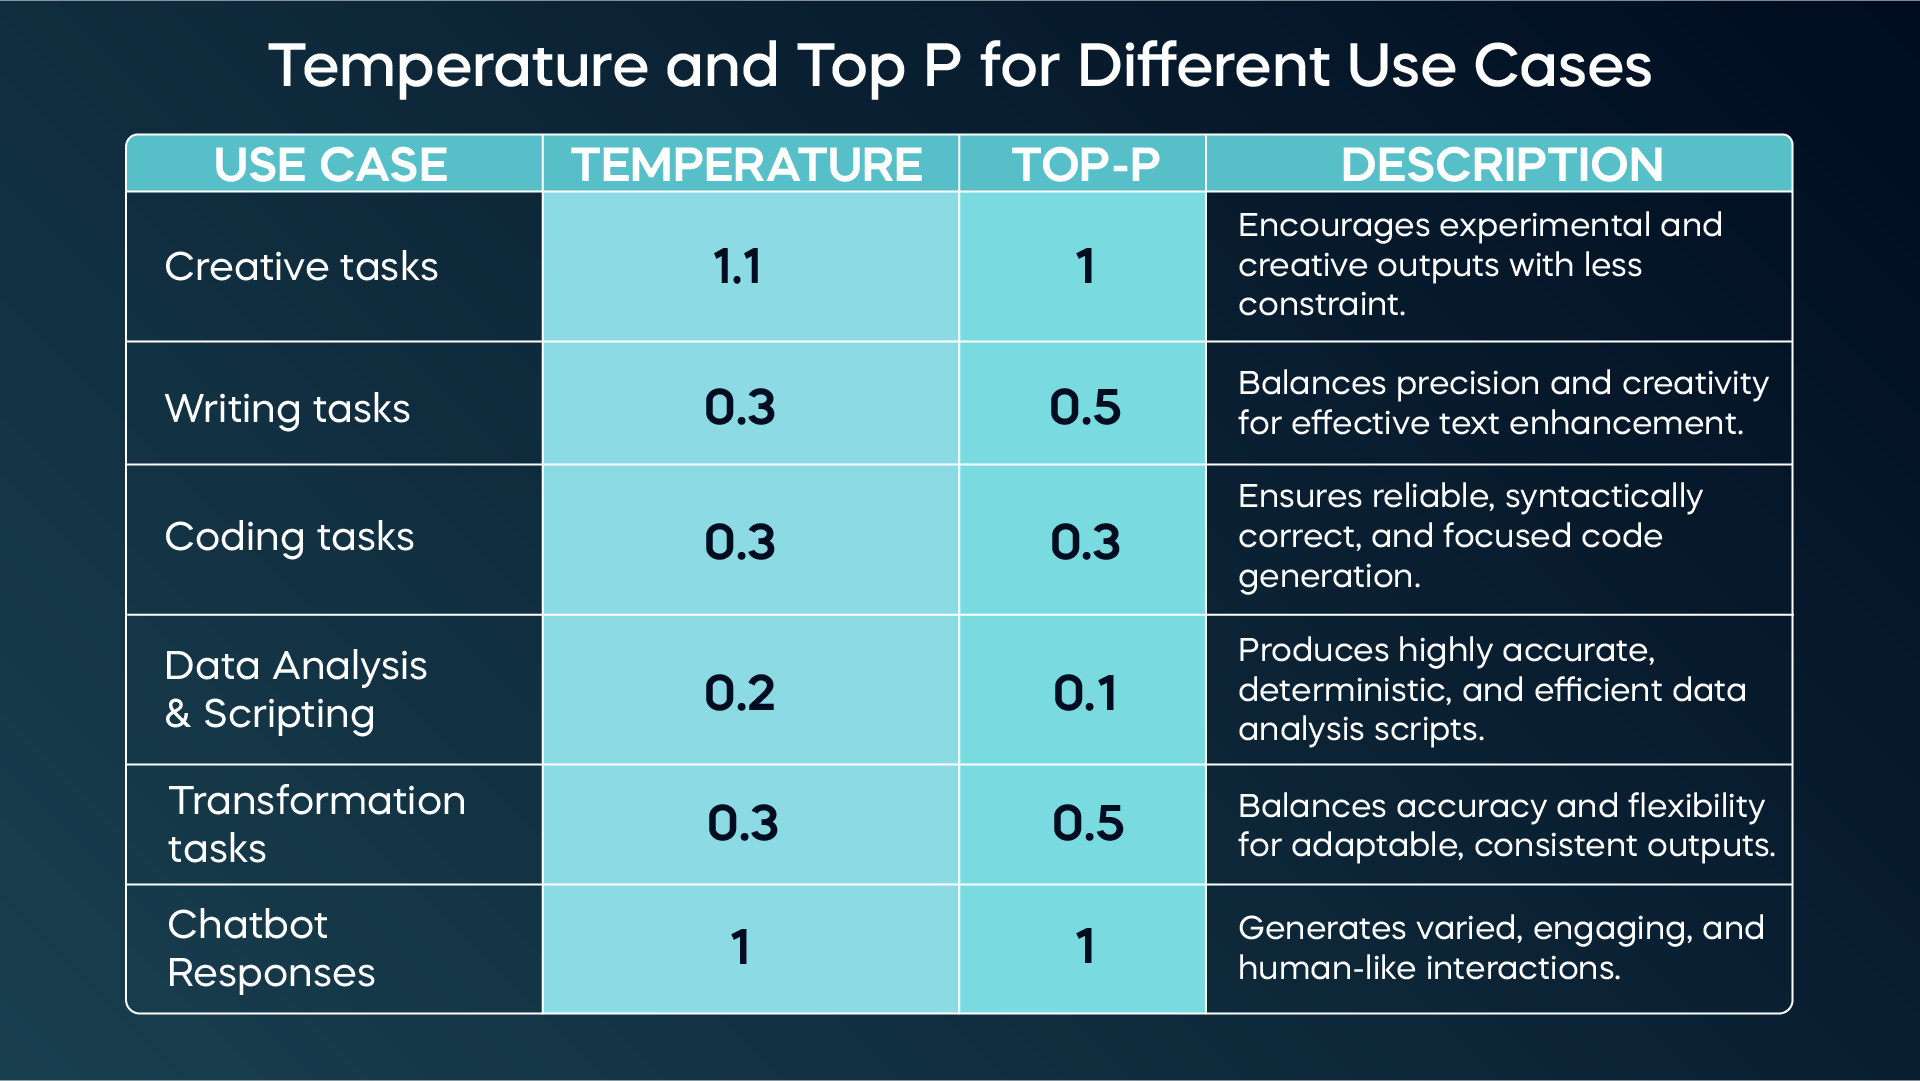 Temperature and Top P for Different Use Cases
USE CASE TEMPERATURE TOP-P DESCRIPTION
Creative tasks 1.1 1 Encourages experimental and
creative outputs with less
constraint.
Writing tasks 0.3 0.5 Balances precision and creativity
for effective text enhancement.
Coding tasks 0.3 0.3 Ensures reliable, syntactically
correct, and focused code
generation.
Data Analysis
& Scripting 0.2 0.1 Produces highly accurate,
deterministic, and efficient data
analysis scripts.
Transformation
tasks 0.3 0.5 Balances accuracy and flexibility
for adaptable, consistent outputs.
Chatbot
Responses 1 1 Generates varied, engaging, and
human-like interactions.